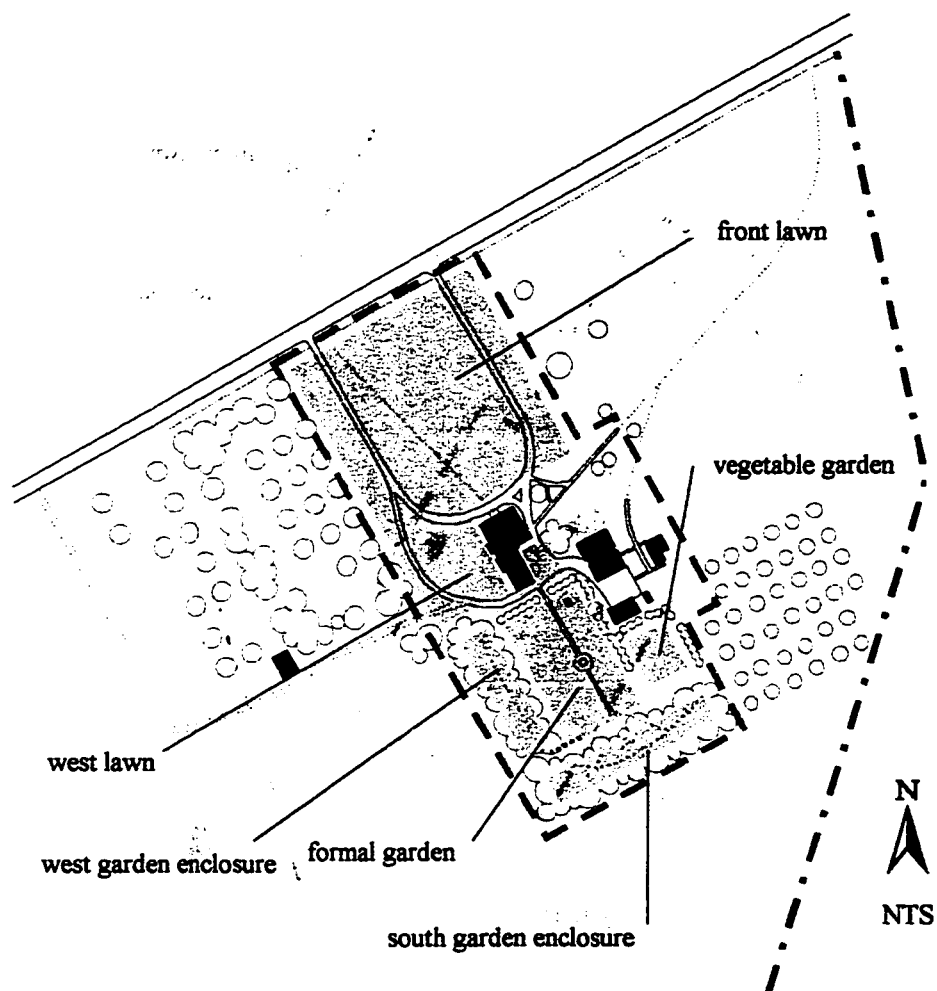 front lawn
vegetable garden
west lawn
N
west garden enclosure
formal garden
NTS
south garden enclosure